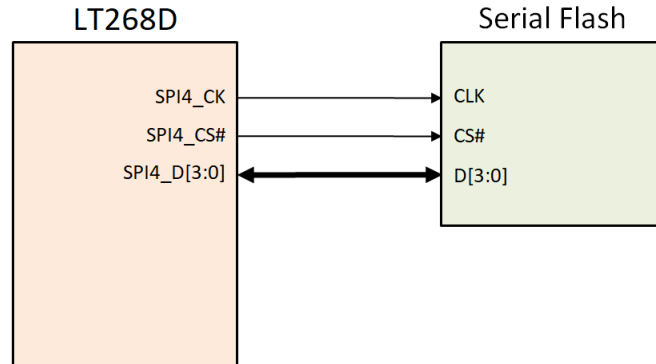 LT268D
Serial Flash
SPI4_CK
CLK
SPI4_CS#
CS#
SPI4_D[3:0]
D[3:0]